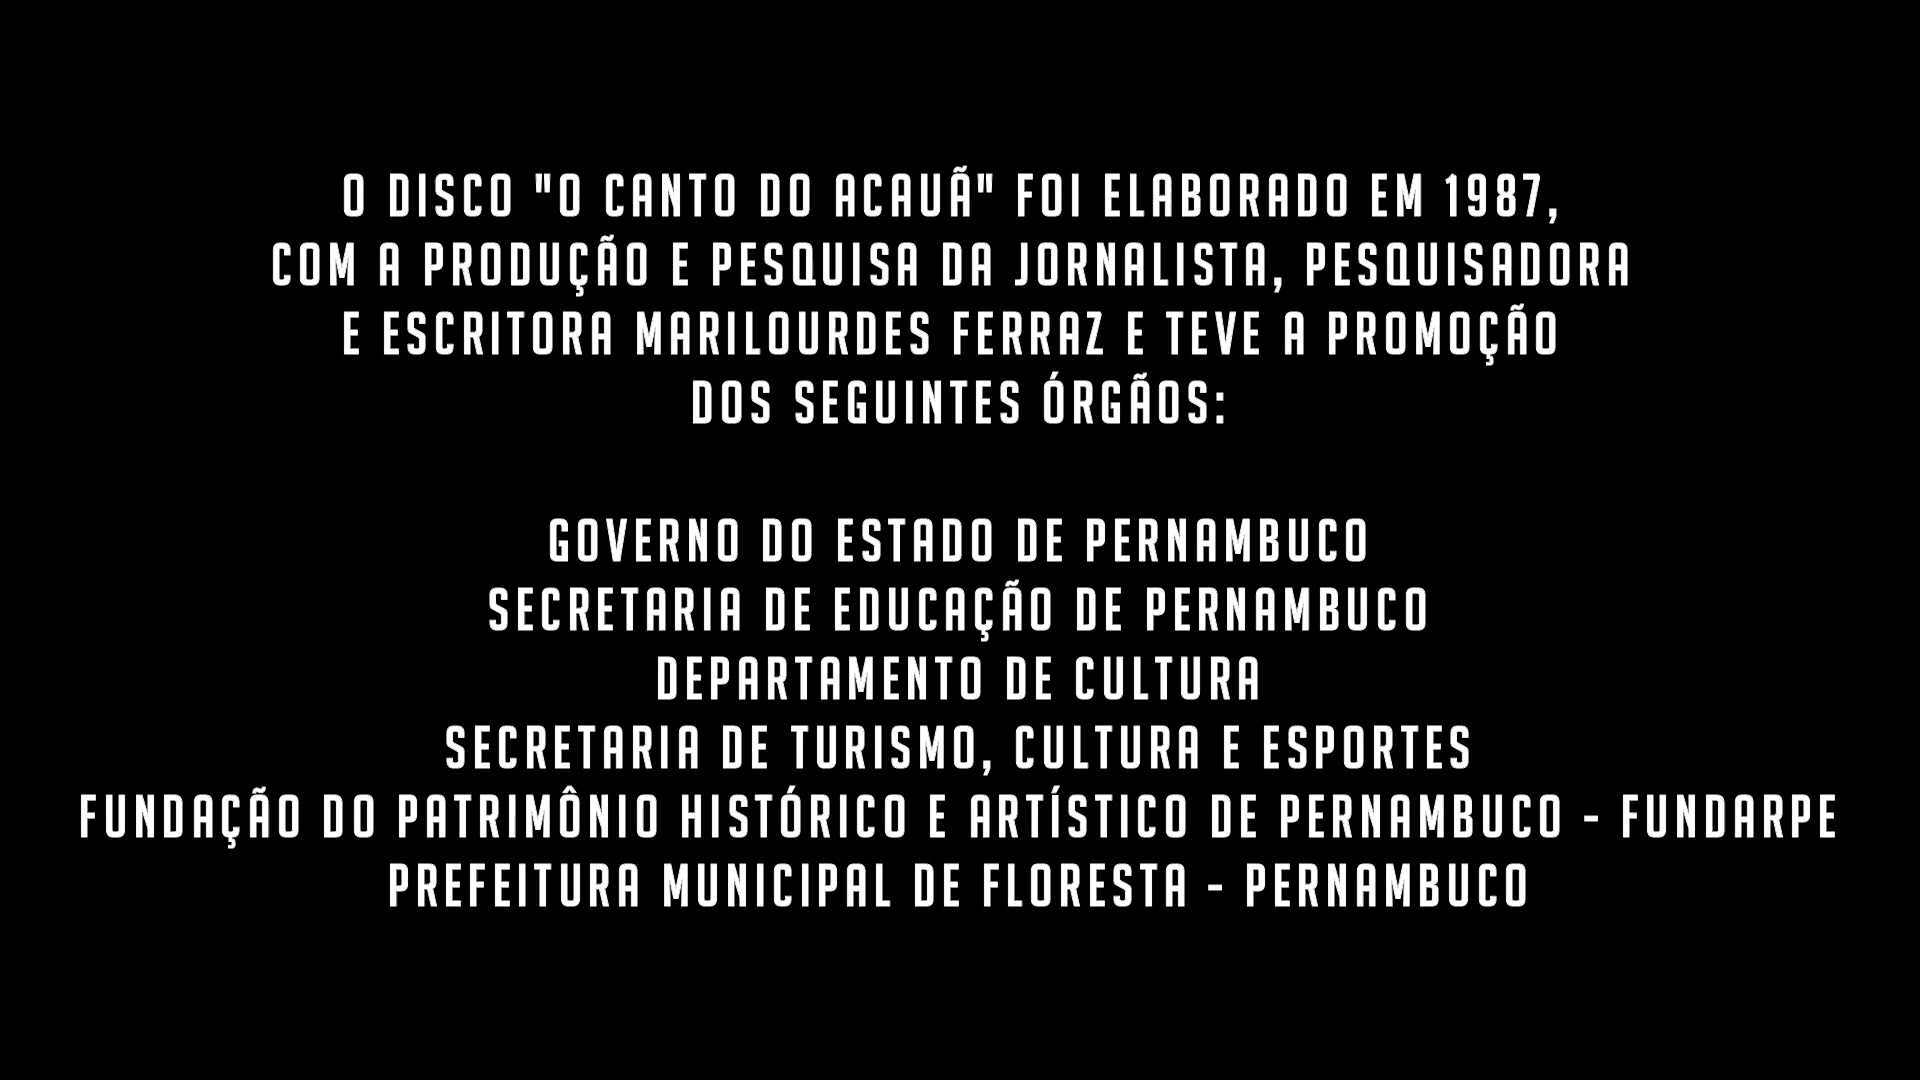 O DISCO "O CANTO DO ACAUÃ" FOI ELABORADO EM 1987,
COM A PRODUÇÃO E PESQUISA DA JORNALISTA, PESQUISADORA
E ESCRITORA MARILOURDES FERRAZ E TEVE A PROMOÇÃO
DOS SEGUINTES ÓRGÃOS:
GOVERNO DO ESTADO DE PERNAMBUCO
SECRETARIA DE EDUCAÇÃO DE PERNAMBUCO
DEPARTAMENTO DE CULTURA
SECRETARIA DE TURISMO, CULTURA E ESPORTES
FUNDAÇÃO DO PATRIMÔNIO HISTÓRICO E ARTÍSTICO DE PERNAMBUCO - FUNDARPE
PREFEITURA MUNICIPAL DE FLORESTA - PERNAMBUCO